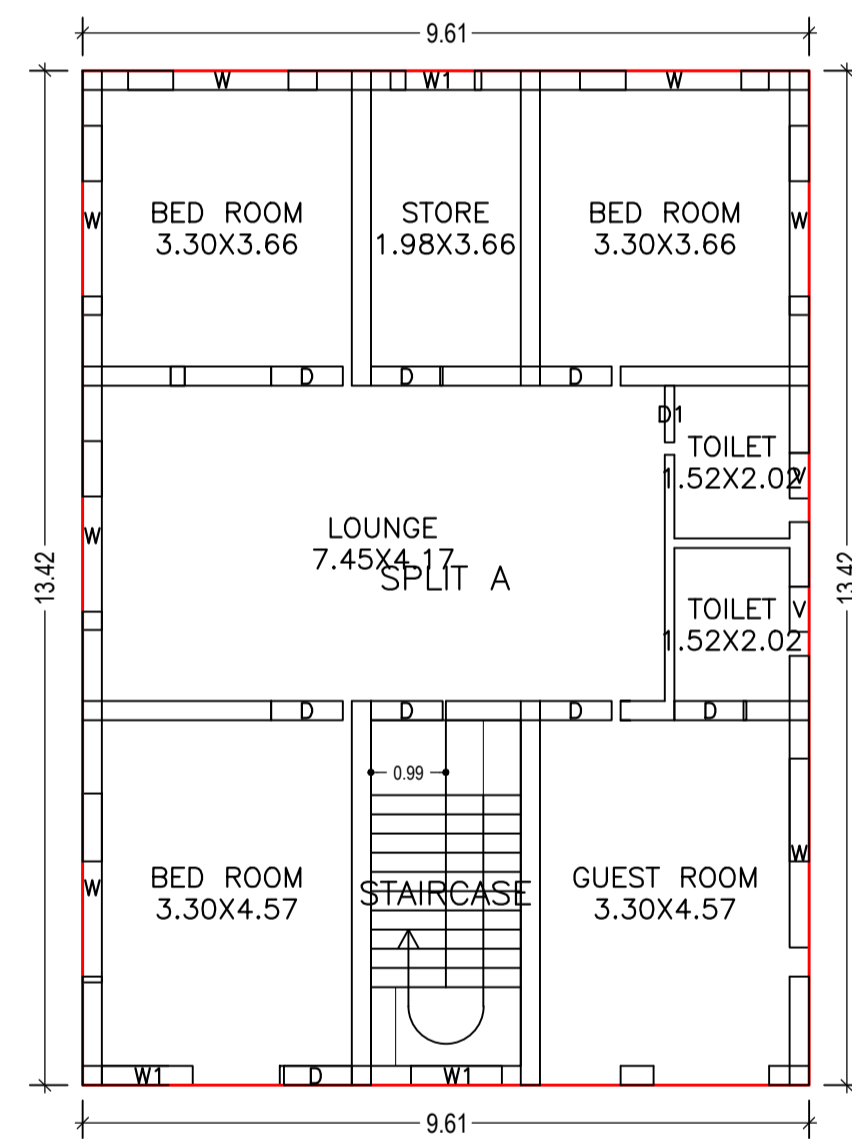 9.61
W
W1
W
BED ROOM
3.30X3.66
STORE
1.98X3.66
BED ROOM
3.30X3.66
W
W
D
D
D
D1
TOILET
1.52X2.02
V
LOUNGE
7.45X4.17
SPLIT A
W
13.42
13.42
TOILET
1.52X2.02
V
D
D
D
D
0.99
BED ROOM
3.30X4.57
STAIRCASE
GUEST ROOM
3.30X4.57
W
W
W1
D
W1
9.61